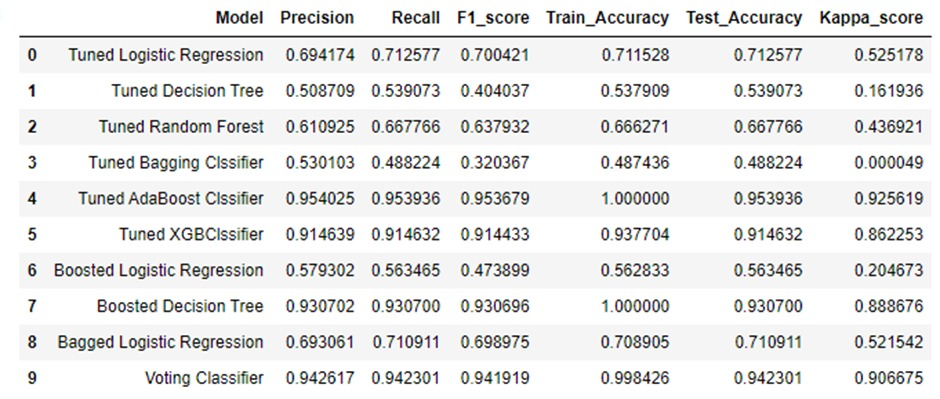 Model Precision Recall F1_score Train_Accuracy Test_Accuracy Kappa_score
0 Tuned Logistic Regression 0.694174 0.712577 0.700421 0.711528 0.712577 0.525178
1 Tuned Decision Tree 0.508709 0.539073 0.404037 0.537909 0.539073 0.161936
2 Tuned Random Forest 0.610925 0.667766 0.637932 0.666271 0.667766 0.436921
3 Tuned Bagging Clssifier 0.530103 0.488224 0.320367 0.487436 0.488224 0.000049
4 Tuned AdaBoost Clssifier 0.954025 0.953936 0.953679 1.000000 0.953936 0.925619
5 Tuned XGBClssifier 0.914639 0.914632 0.914433 0.937704 0.914632 0.862253
6 Boosted Logistic Regression 0.579302 0.563465 0.473899 0.562833 0.563465 0.204673
7 Boosted Decision Tree 0.930702 0.930700 0.930696 1.000000 0.930700 0.888676
8 Bagged Logistic Regression 0.693061 0.710911 0.698975 0.708905 0.710911 0.521542
9 Voting Classifier 0.942617 0.942301 0.941919 0.998426 0.942301 0.906675